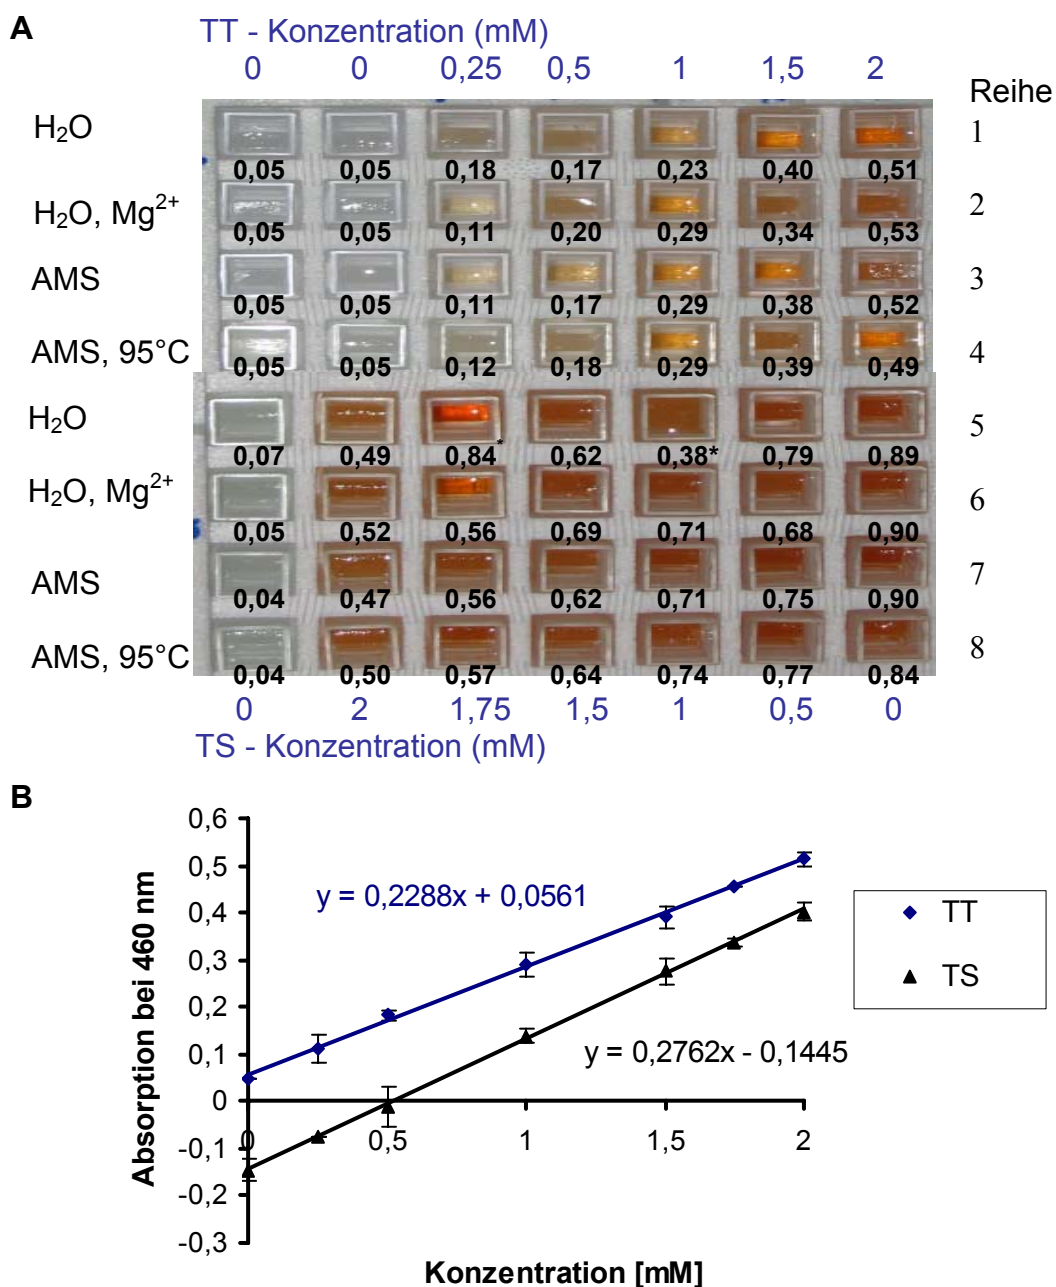 A
TT - Konzentration (mM)
0 0 0,25 0,5 1 1,5 2
Reihe
H₂O 1
0,05 0,05 0,18 0,17 0,23 0,40 0,51
H₂O, Mg²⁺ 2
0,05 0,05 0,11 0,20 0,29 0,34 0,53
AMS 3
0,05 0,05 0,11 0,17 0,29 0,38 0,52
AMS, 95°C 4
0,05 0,05 0,12 0,18 0,29 0,39 0,49
H₂O 5
0,07 0,49 0,84* 0,62 0,38* 0,79 0,89
H₂O, Mg²⁺ 6
0,05 0,52 0,56 0,69 0,71 0,68 0,90
AMS 7
0,04 0,47 0,56 0,62 0,71 0,75 0,90
AMS, 95°C 8
0,04 0,50 0,57 0,64 0,74 0,77 0,84
0 2 1,75 1,5 1 0,5 0
TS - Konzentration (mM)
B
0,6
0,5
0,4
0,3
0,2
0,1
0
-0,1
-0,2
-0,3
Absorption bei 460 nm
y = 0,2288x + 0,0561
y = 0,2762x - 0,1445
0 0,5 1 1,5 2
Konzentration [mM]
TT
TS